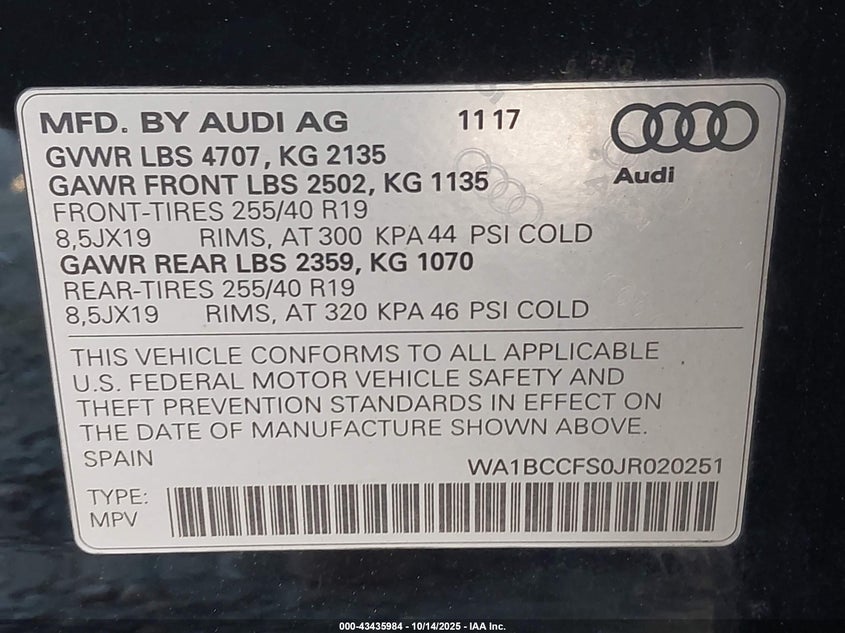 MFD. BY AUDI AG 11 17
GVWR LBS 4707, KG 2135
GAWR FRONT LBS 2502, KG 1135
Audi
FRONT-TIRES 255/40 R19
8,5JX19 RIMS, AT 300 KPA 44 PSI COLD
GAWR REAR LBS 2359, KG 1070
REAR-TIRES 255/40 R19
8,5JX19 RIMS, AT 320 KPA 46 PSI COLD
THIS VEHICLE CONFORMS TO ALL APPLICABLE
U.S. FEDERAL MOTOR VEHICLE SAFETY AND
THEFT PREVENTION STANDARDS IN EFFECT ON
THE DATE OF MANUFACTURE SHOWN ABOVE.
SPAIN
WA1BCCFS0JR020251
TYPE:
MPV
000-43435984 - 10/14/2025 - IAA Inc.